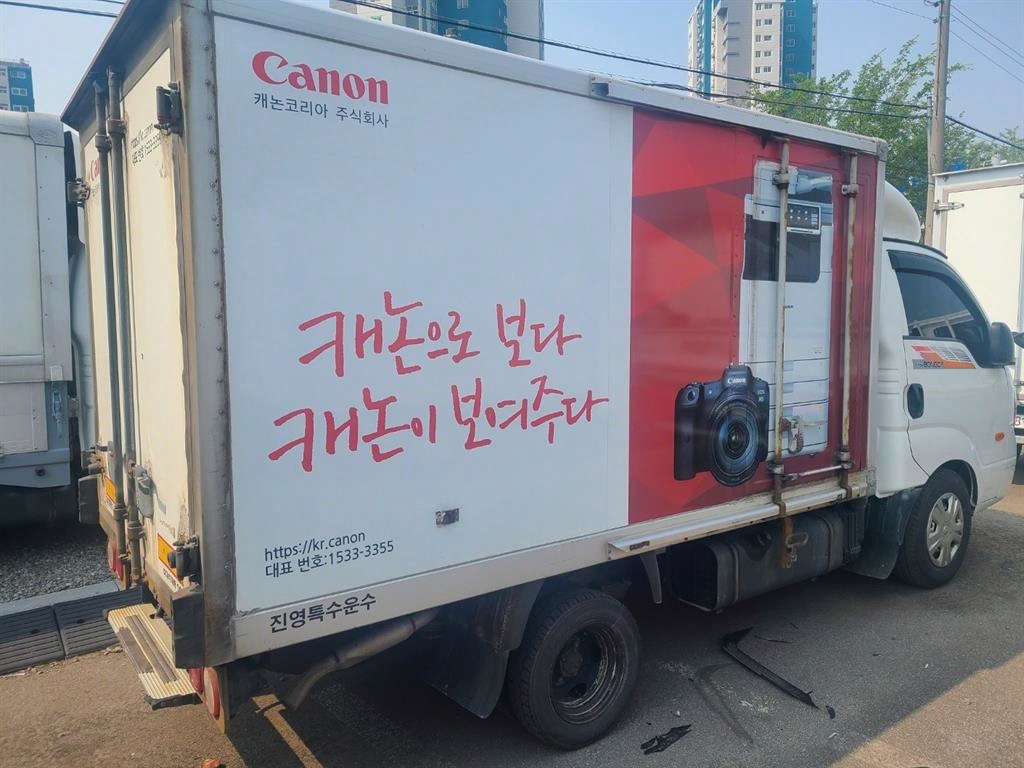 Canon
캐논코리아 주식회사
캐논으로 보다
캐논이 보여주다
https://kr.canon
대표 번호:1533-3355
진영특수운수
Canon